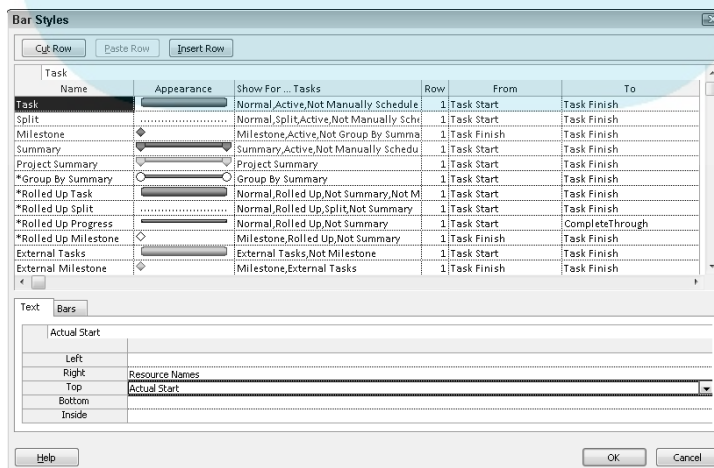 Bar Styles
Cut Row Paste Row Insert Row
Task
Name Appearance Show For ... Tasks Row From To
Task Normal,Active,Not Manually Schedule 1 Task Start Task Finish
Split Normal,Split,Active,Not Manually Sche 1 Task Start Task Finish
Milestone Milestone,Active,Not Group By Summa 1 Task Finish Task Finish
Summary Summary,Active,Not Manually Schedu 1 Task Start Task Finish
Project Summary Project Summary 1 Task Start Task Finish
*Group By Summary Group By Summary 1 Task Start Task Finish
*Rolled Up Task Normal,Rolled Up,Not Summary,Not M 1 Task Start Task Finish
*Rolled Up Split Normal,Rolled Up,Split,Not Summary 1 Task Start Task Finish
*Rolled Up Progress Normal,Rolled Up,Not Summary 1 Task Start CompleteThrough
*Rolled Up Milestone Milestone,Rolled Up,Not Summary 1 Task Finish Task Finish
External Tasks External Tasks,Not Milestone 1 Task Start Task Finish
External Milestone Milestone,External Tasks 1 Task Finish Task Finish
Text Bars
Actual Start
Left
Right Resource Names
Top Actual Start
Bottom
Inside
Help OK Cancel